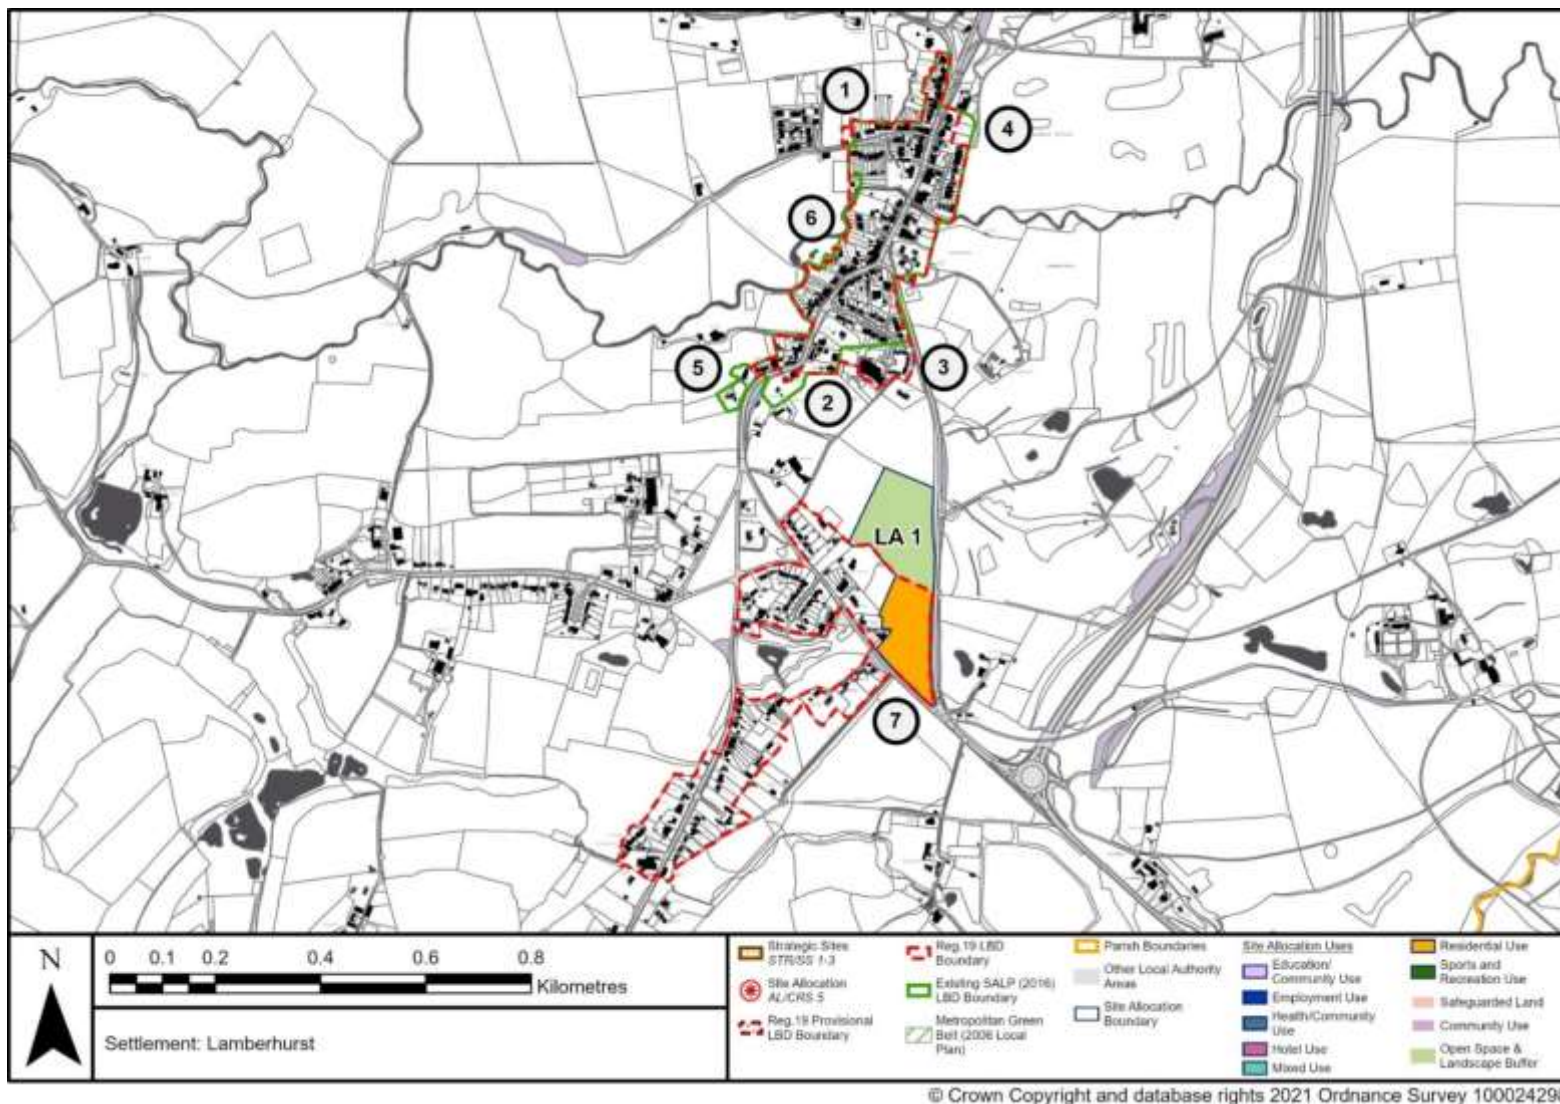 1
4
6
5
3
2
LA 1
7
N
0 0.1 0.2 0.4 0.6 0.8
Kilometres
Settlement: Lamberhurst
Strategic Sites
STR/SS 1-3
Site Allocation
AL/CRS 5
Reg.19 Provisional
LBD Boundary
Reg.19 LBD
Boundary
Existing SALP (2016)
LBD Boundary
Metropolitan Green
Belt (2006 Local
Plan)
Parish Boundaries
Other Local Authority
Areas
Site Allocation
Boundary
Site Allocation Uses
Education/
Community Use
Employment Use
Health/Community
Use
Hotel Use
Mixed Use
Residential Use
Sports and
Recreation Use
Safeguarded Land
Community Use
Open Space &
Landscape Buffer
© Crown Copyright and database rights 2021 Ordnance Survey 100024298